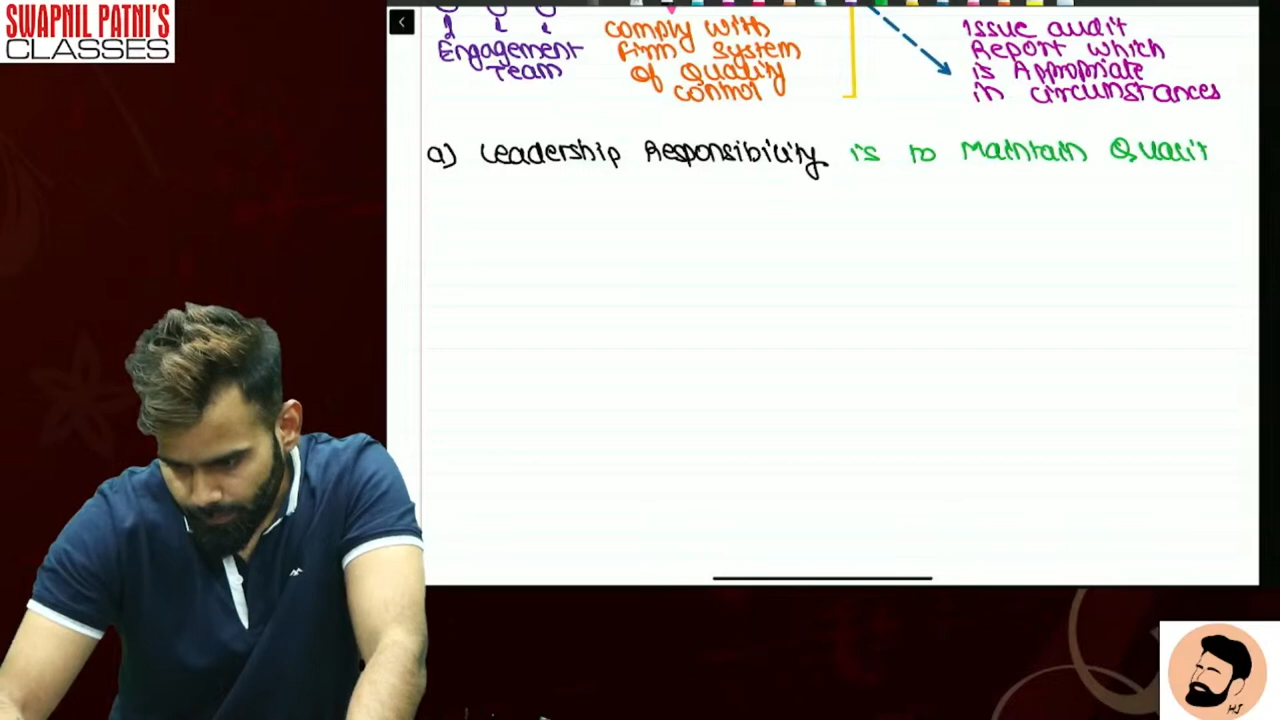 SWAPNIL PATNI'S
CLASSES
Engagement
Team
comply with
firm system
of Quality
control
Issue audit
Report which
is Appropriate
in circumstances
a) Leadership Responsibility is to Maintain Qualit
HS